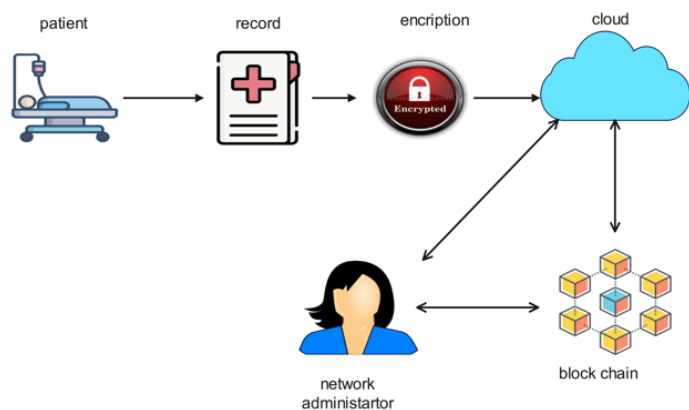 patient
record
encription
cloud
Encrypted
network
administartor
block chain